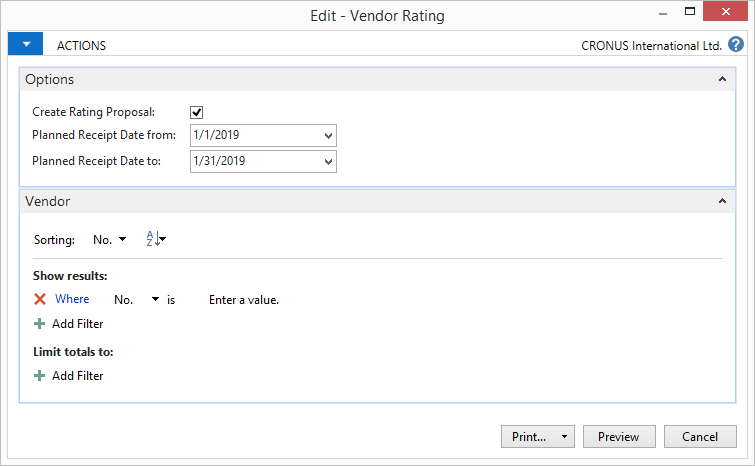 Edit - Vendor Rating
ACTIONS CRONUS International Ltd. ?
Options
Create Rating Proposal:
Planned Receipt Date from: 1/1/2019
Planned Receipt Date to: 1/31/2019
Vendor
Sorting: No. AZ
Show results:
Where No. is Enter a value.
Add Filter
Limit totals to:
Add Filter
Print... Preview Cancel